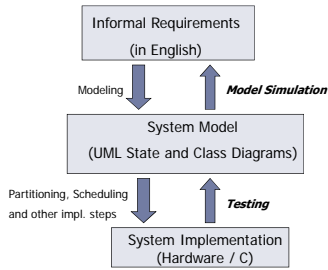 Informal Requirements
(in English)
Modeling
Model Simulation
System Model
(UML State and Class Diagrams)
Partitioning, Scheduling
and other impl. steps
Testing
System Implementation
(Hardware / C)